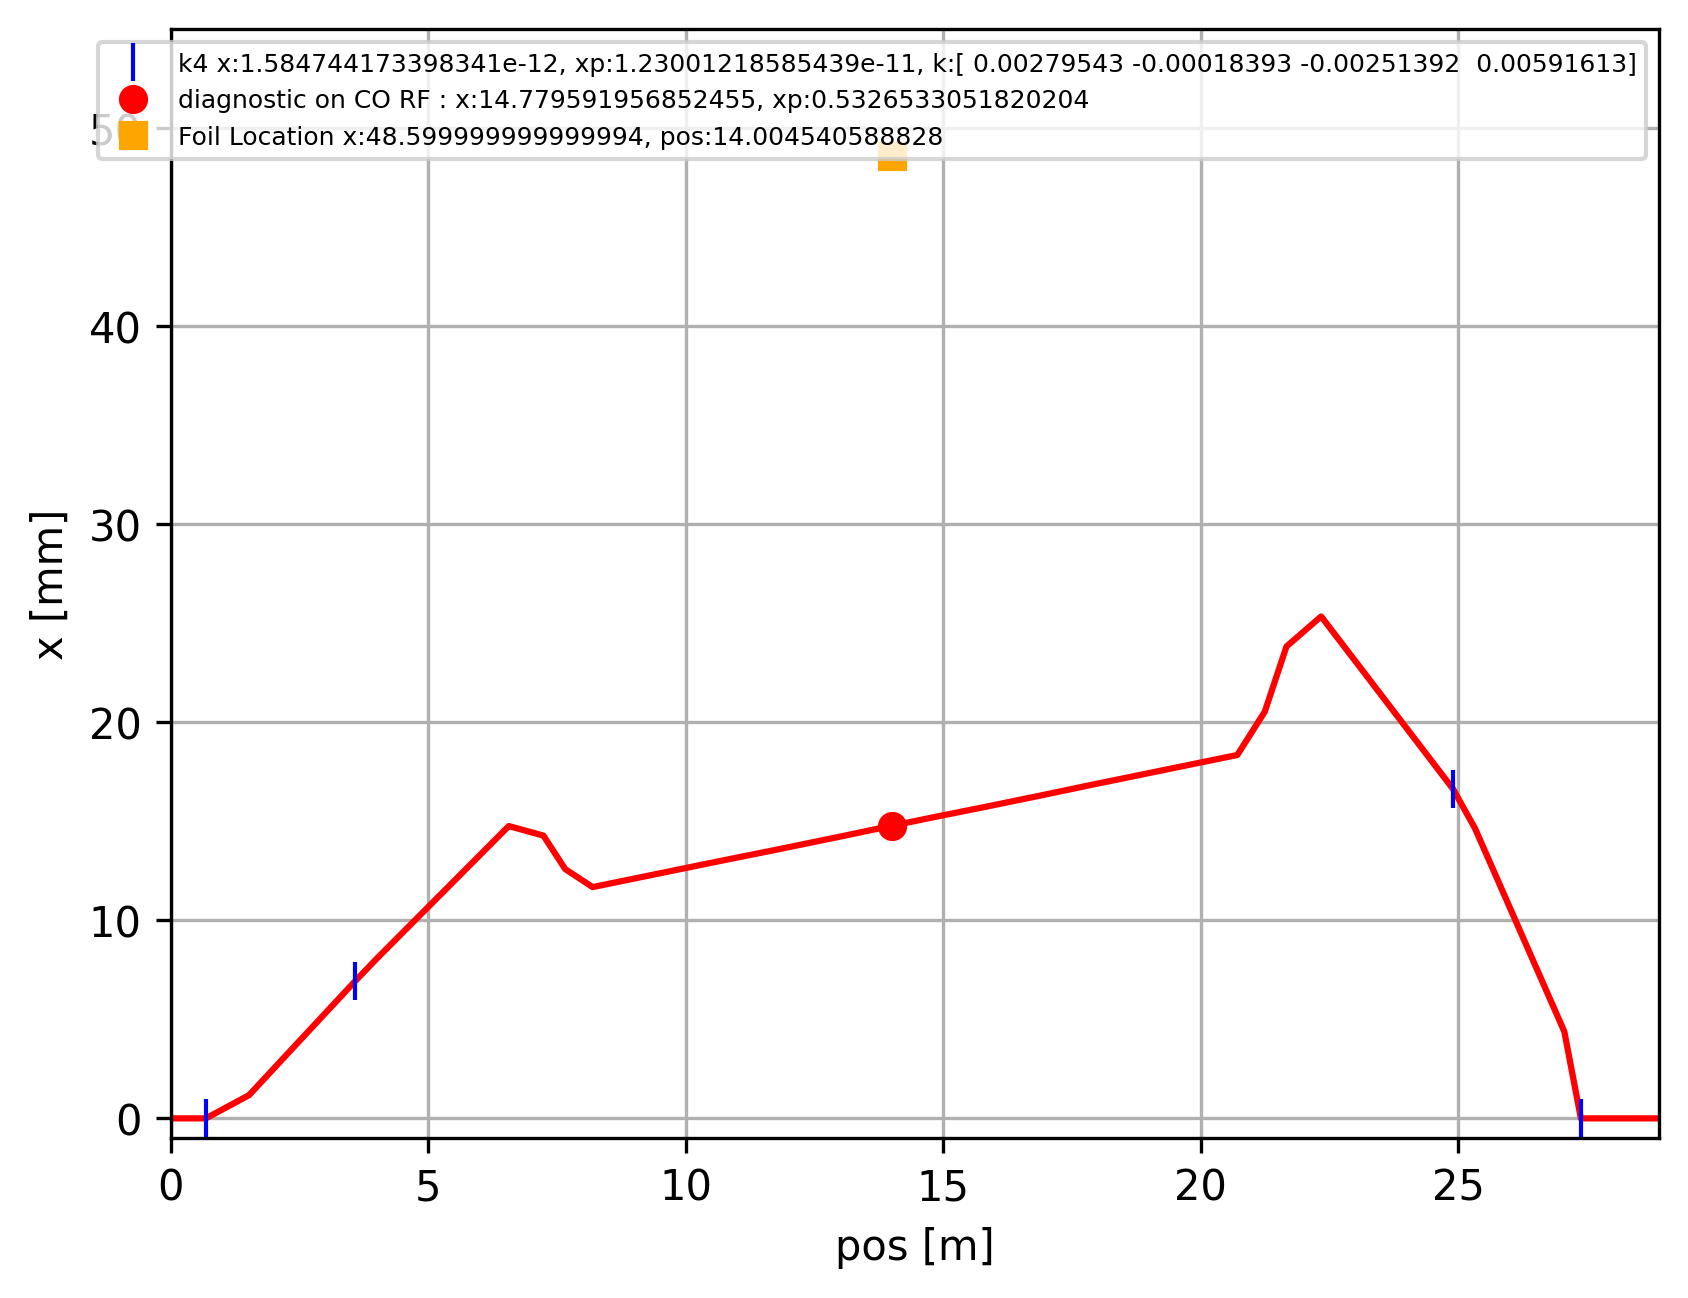 k4 x:1.584744173398341e-12, xp:1.23001218585439e-11, k:[ 0.00279543 -0.00018393 -0.00251392  0.00591613]
diagnostic on CO RF : x:14.779591956852455, xp:0.5326533051820204
Foil Location x:48.599999999999994, pos:14.004540588828
50
40
30
20
10
0
x [mm]
0 5 10 15 20 25
pos [m]